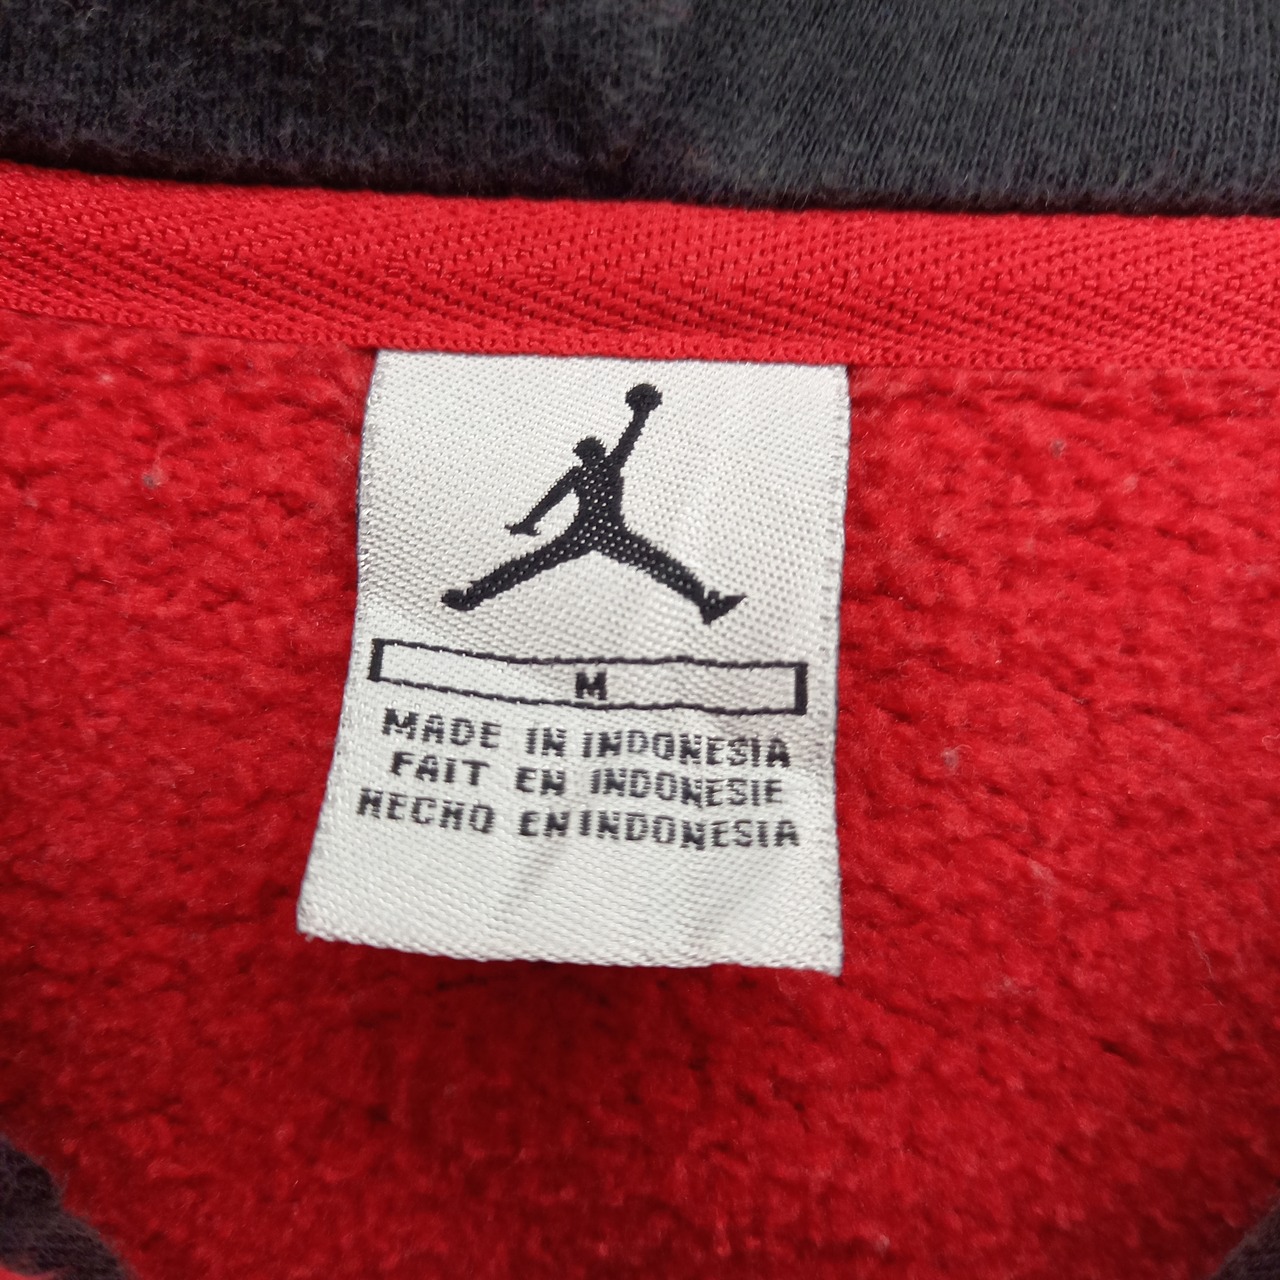 M
MADE IN INDONESIA
FAIT EN INDONESIE
HECHO EN INDONESIA